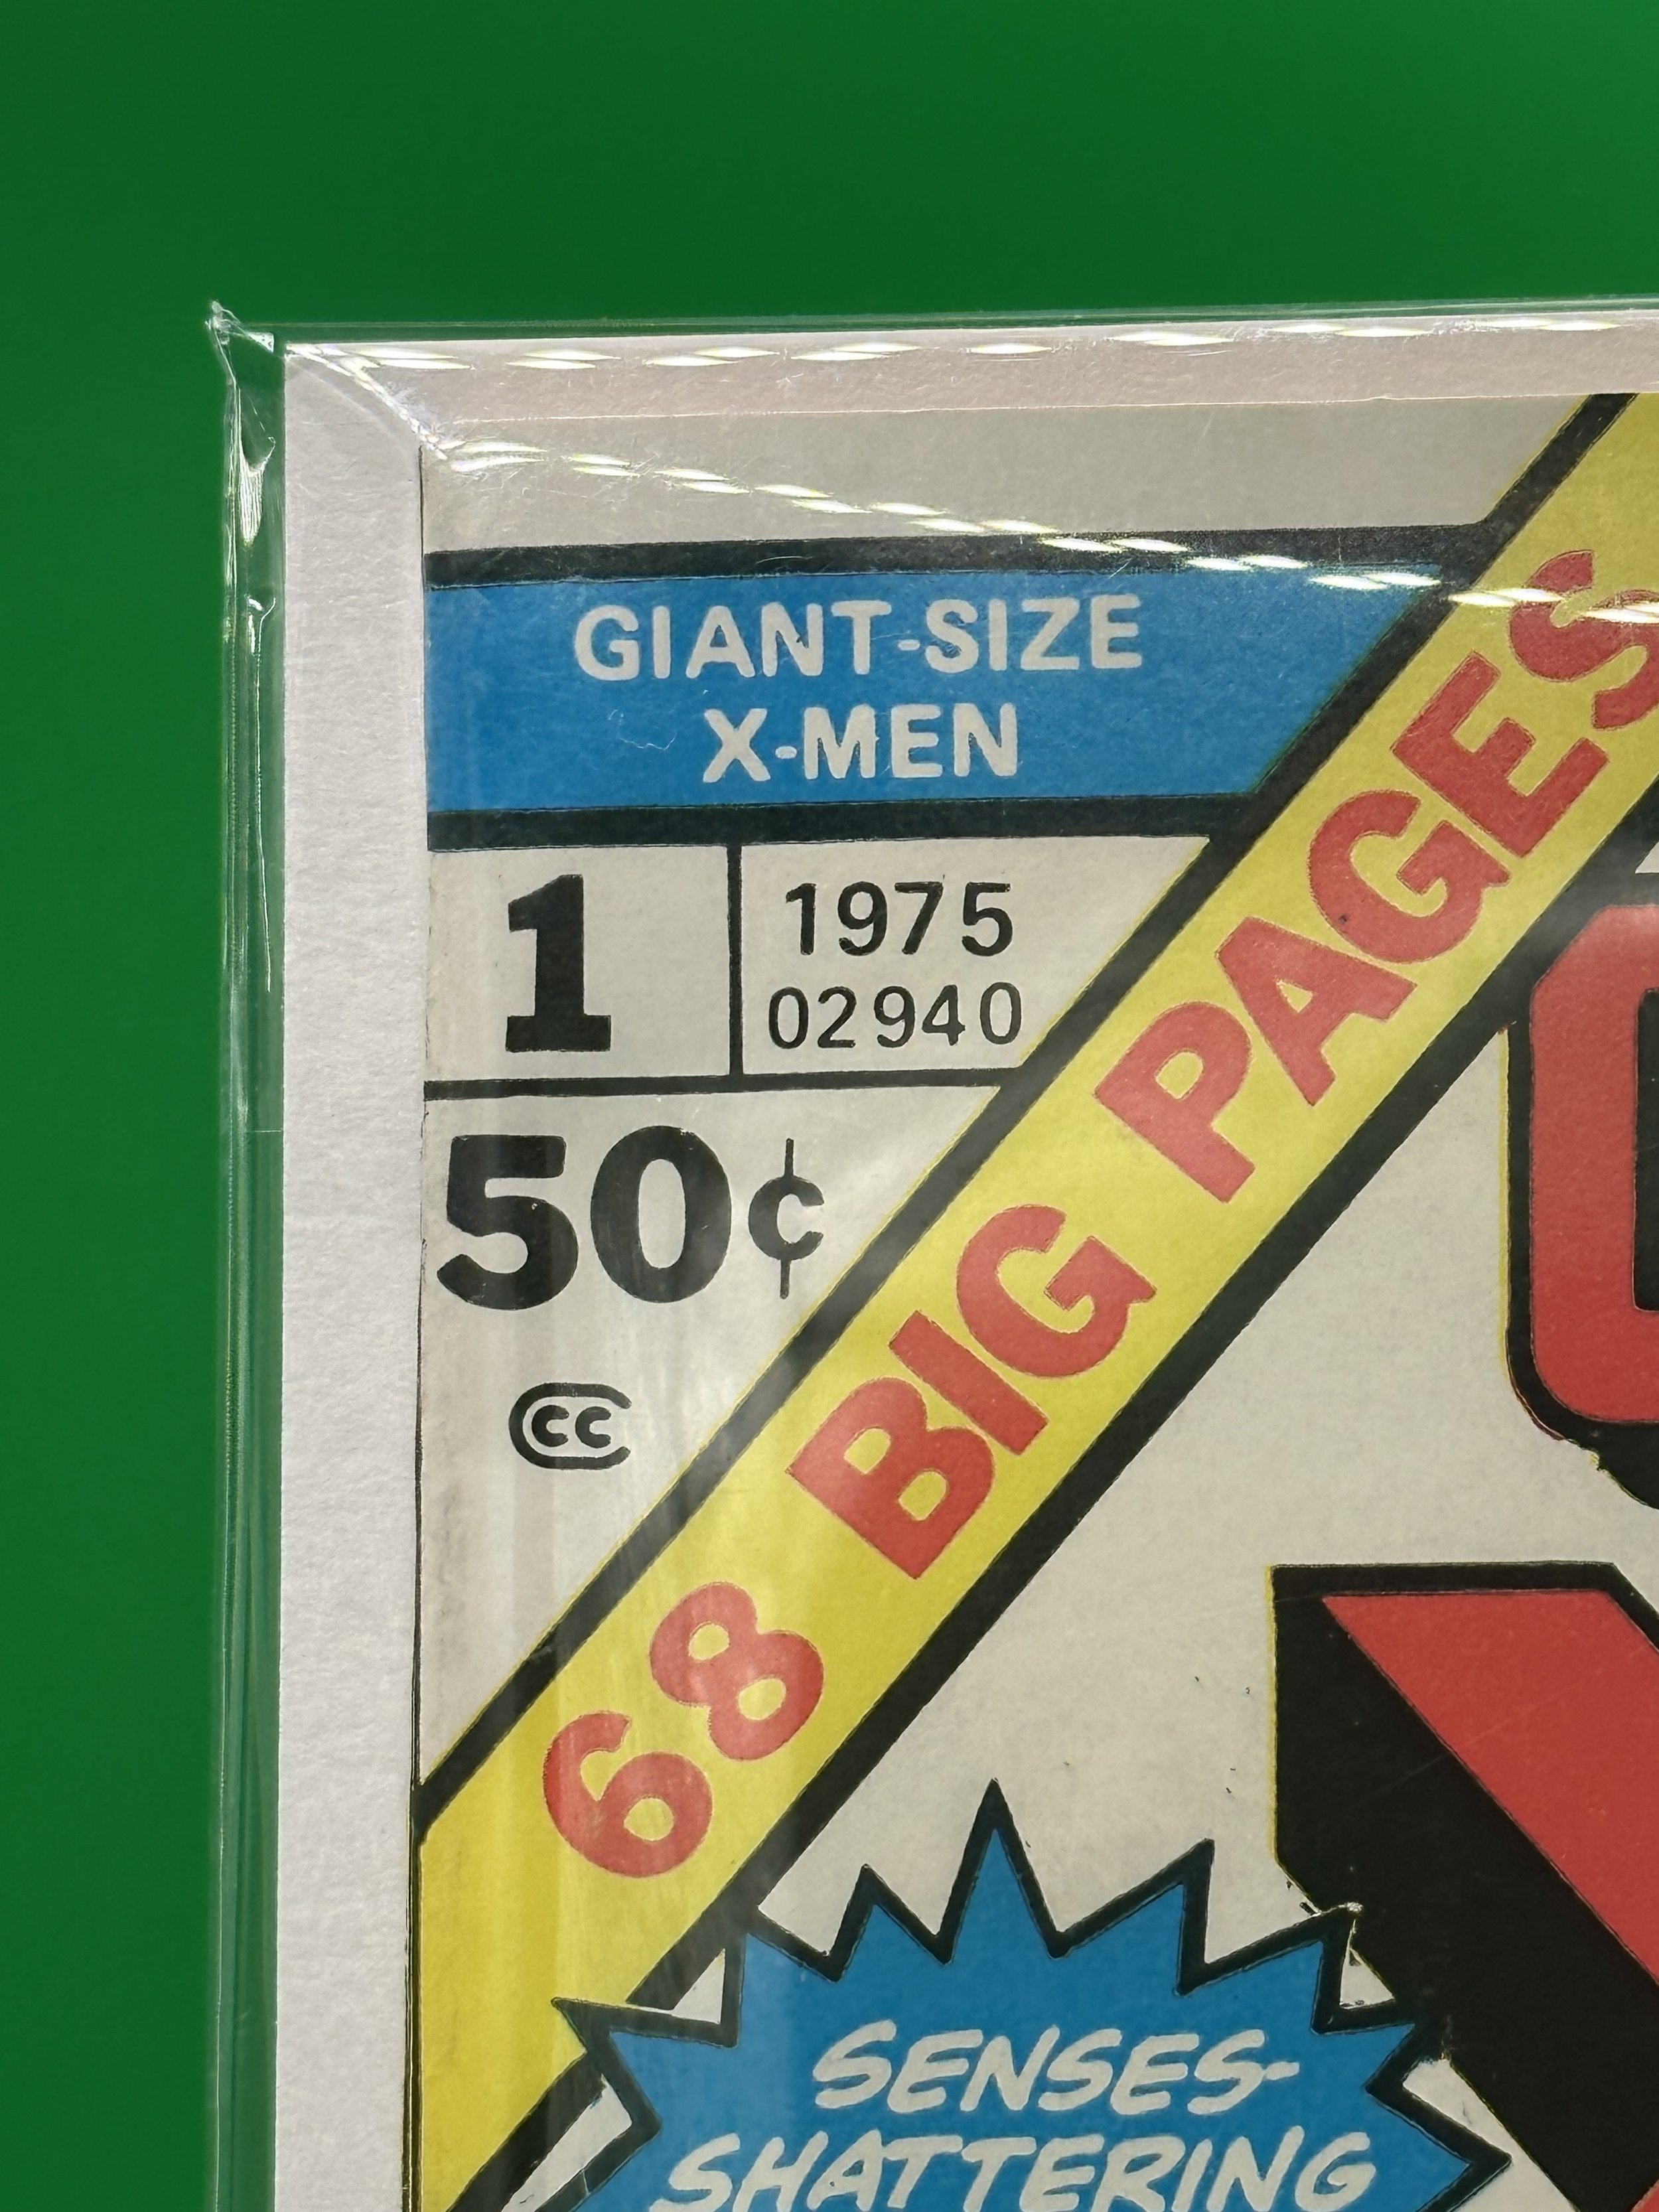 GIANT-SIZE
X-MEN
1
1975
02940
50¢
CC
68 BIG PAGES
SENSES-
SHATTERING